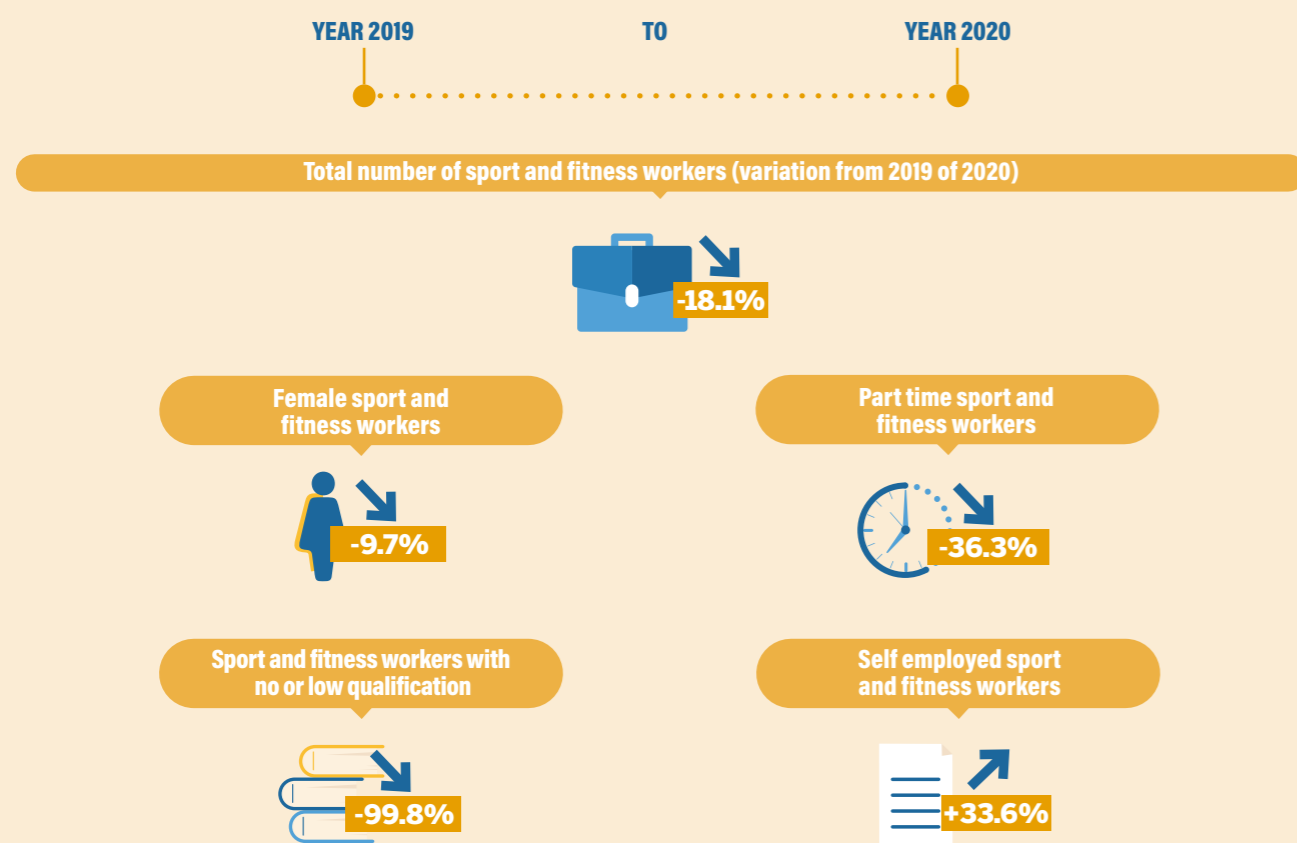 YEAR 2019 TO YEAR 2020
Total number of sport and fitness workers (variation from 2019 of 2020)
-18.1%
Female sport and
fitness workers
-9.7%
Part time sport and
fitness workers
-36.3%
Sport and fitness workers with
no or low qualification
-99.8%
Self employed sport
and fitness workers
+33.6%